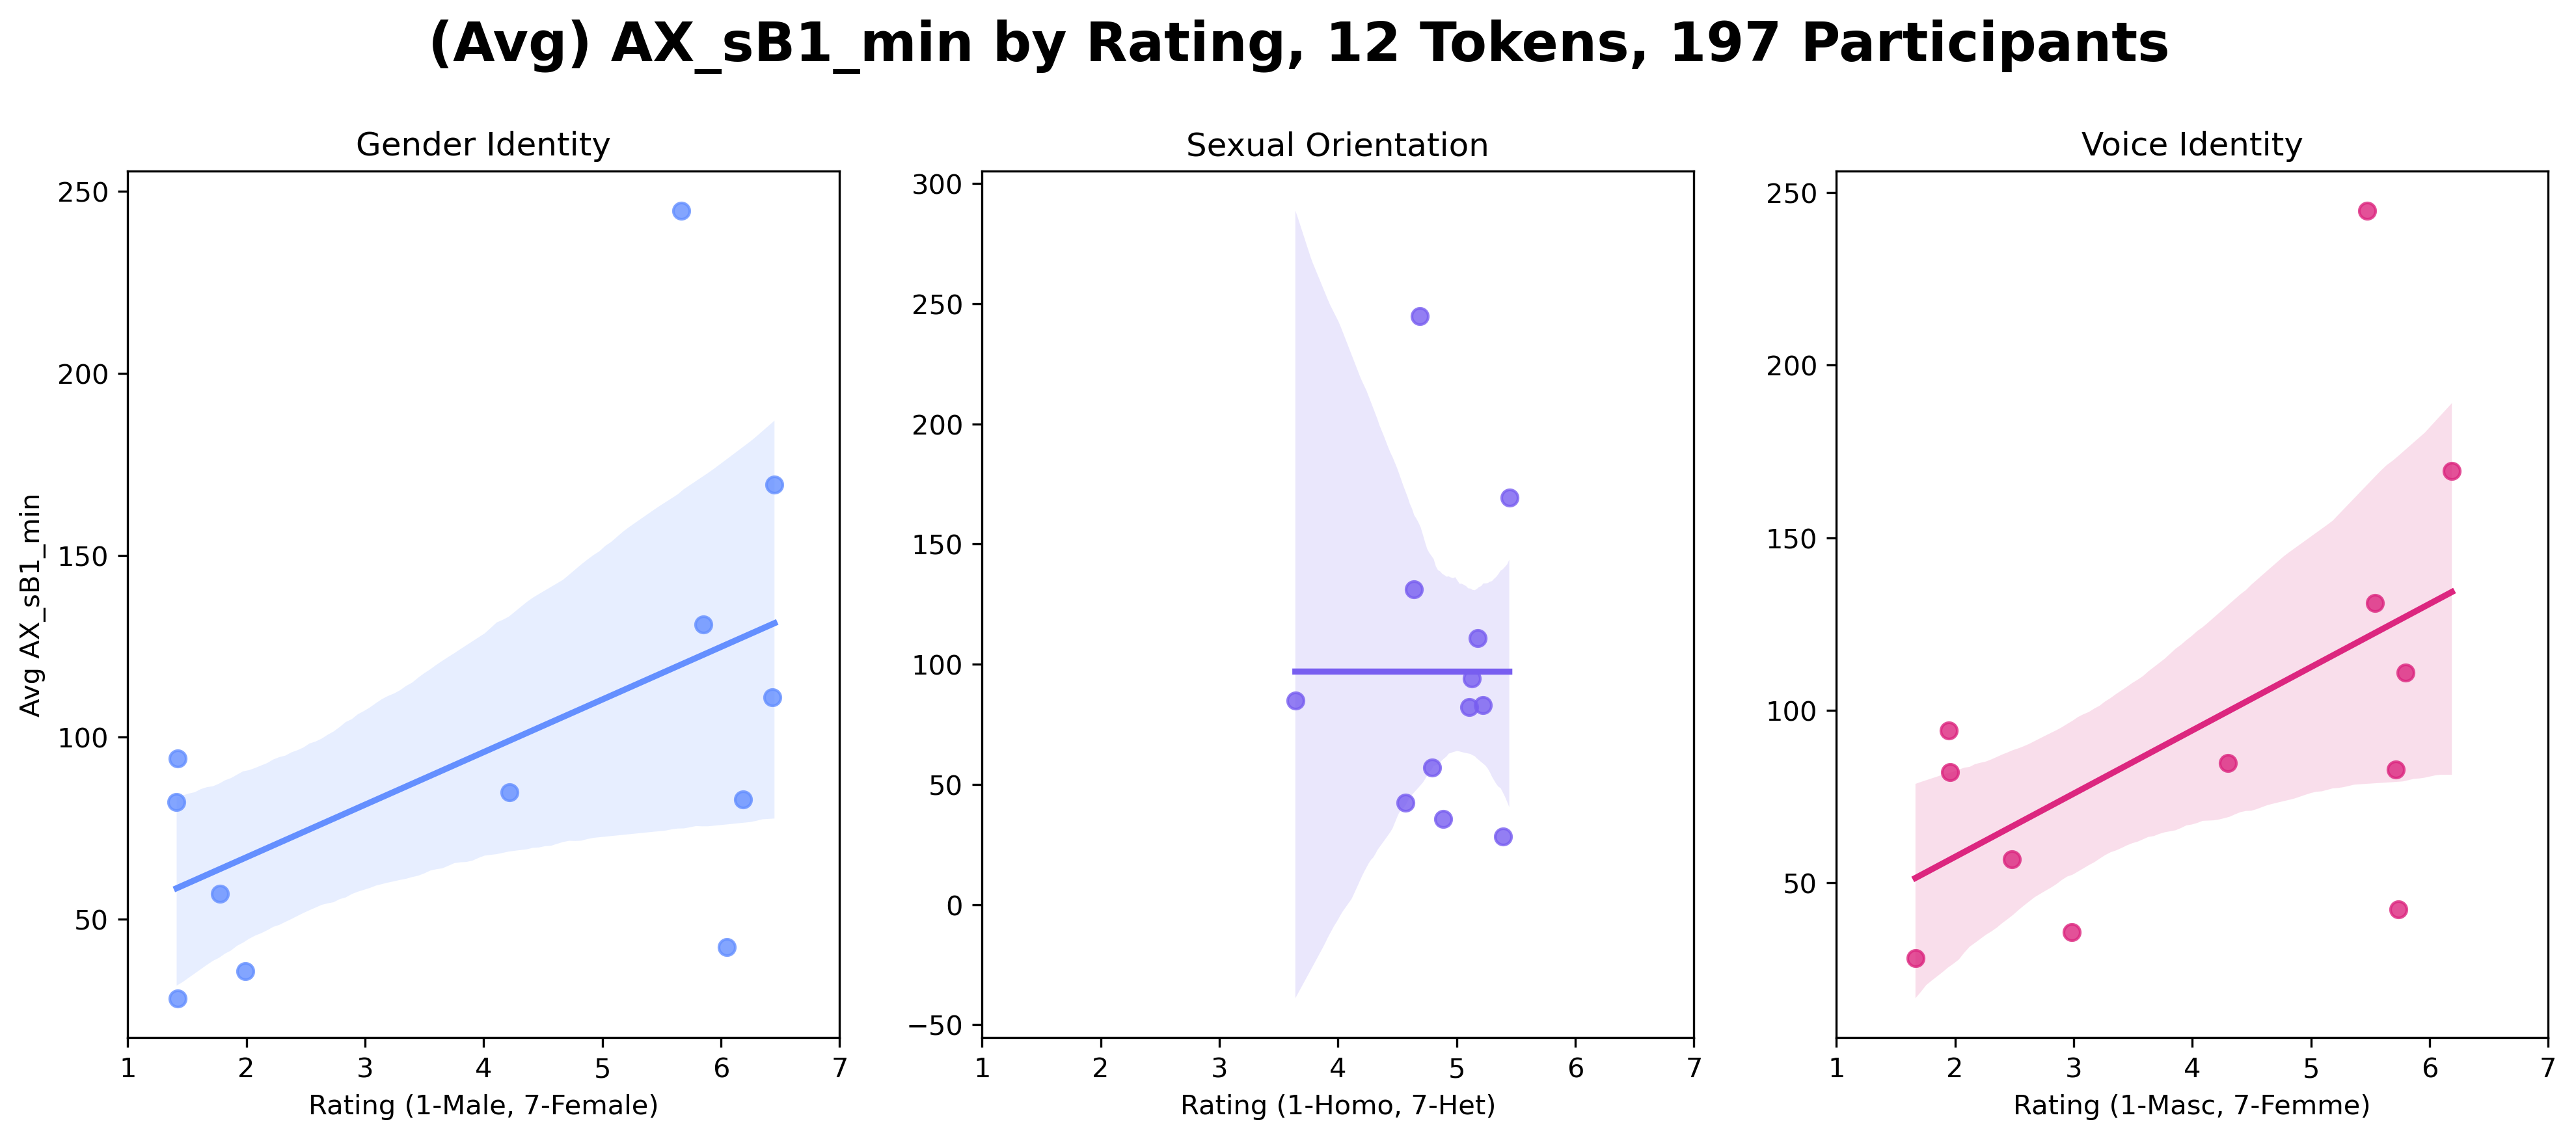 (Avg) AX_sB1_min by Rating, 12 Tokens, 197 Participants
Gender Identity
250
200
150
100
50
Avg AX_sB1_min
1 2 3 4 5 6 7
Rating (1-Male, 7-Female)
Sexual Orientation
300
250
200
150
100
50
0
−50
1 2 3 4 5 6 7
Rating (1-Homo, 7-Het)
Voice Identity
250
200
150
100
50
1 2 3 4 5 6 7
Rating (1-Masc, 7-Femme)